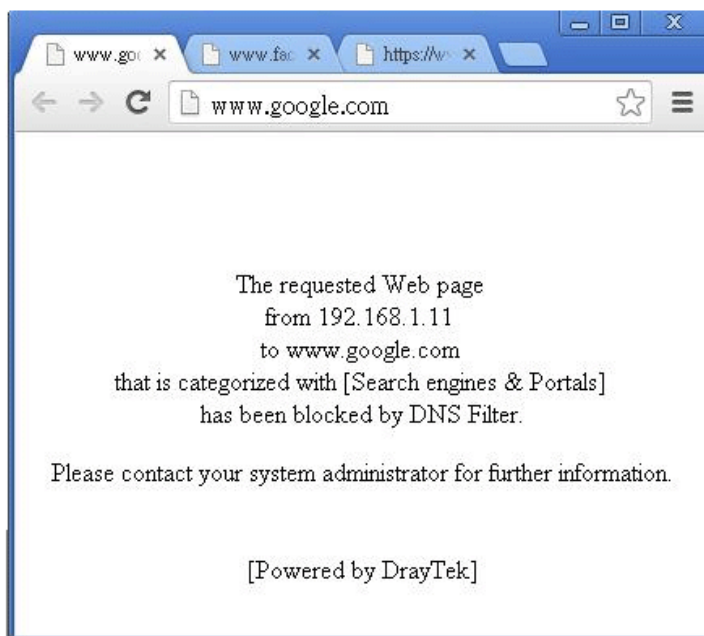 www.goo
www.fac
https://w
www.google.com
The requested Web page
from 192.168.1.11
to www.google.com
that is categorized with [Search engines & Portals]
has been blocked by DNS Filter.
Please contact your system administrator for further information.
[Powered by DrayTek]